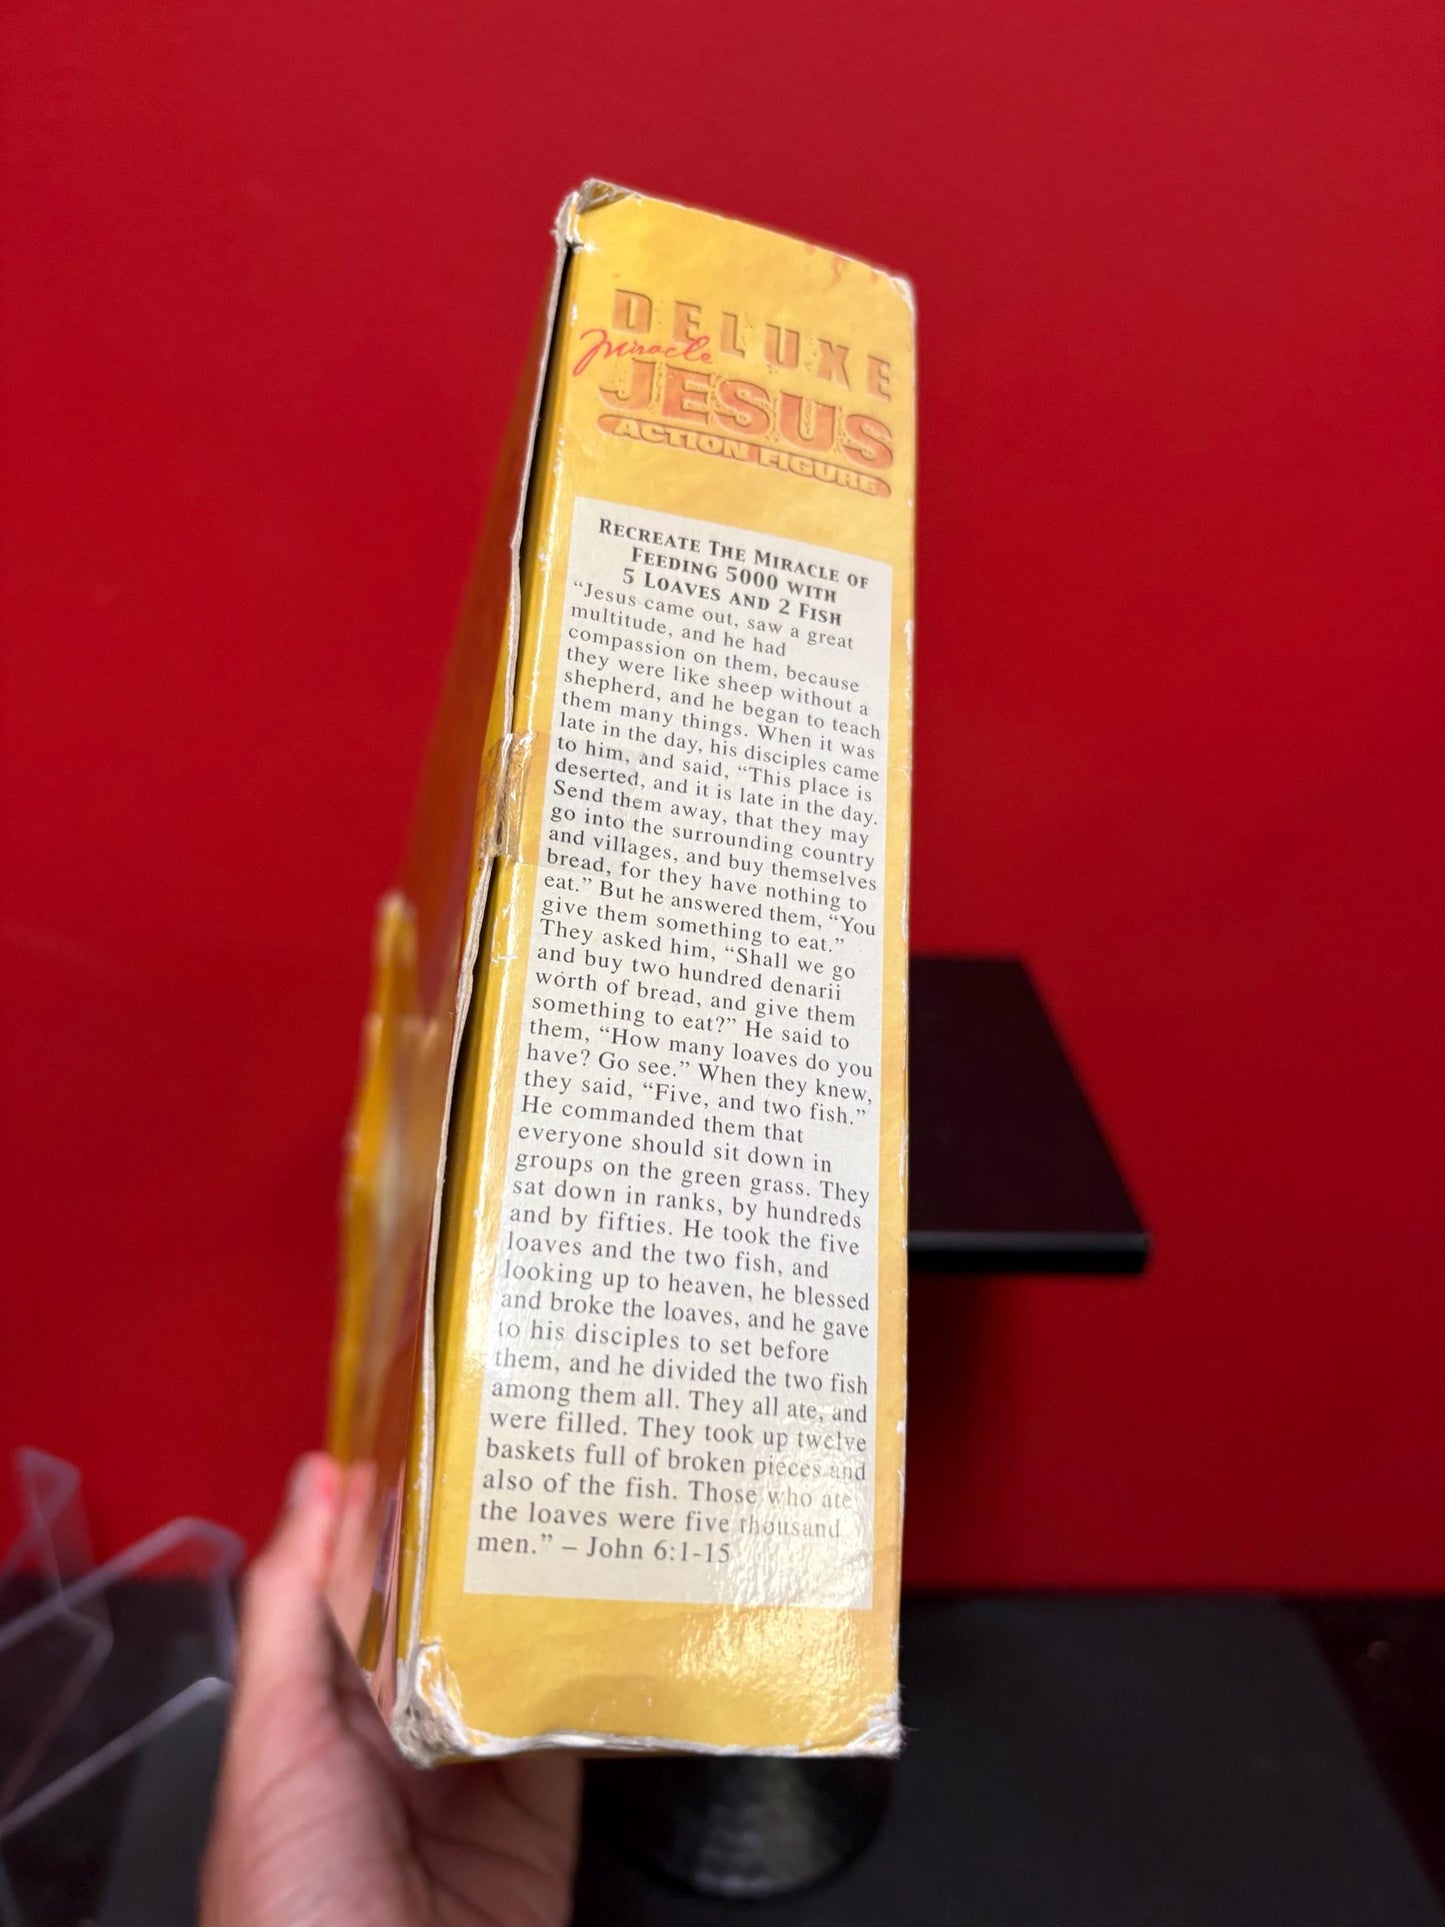 DELUXE
Miracle
JESUS
ACTION FIGURE
RECREATE THE MIRACLE OF
FEEDING 5000 WITH
5 LOAVES AND 2 FISH
“Jesus came out, saw a great
multitude, and he had
compassion on them, because
they were like sheep without a
shepherd, and he began to teach
them many things. When it was
late in the day, his disciples came
to him, and said, “This place is
deserted, and it is late in the day.
Send them away, that they may
go into the surrounding country
and villages, and buy themselves
bread, for they have nothing to
eat.” But he answered them, “You
give them something to eat.”
They asked him, “Shall we go
and buy two hundred denarii
worth of bread, and give them
something to eat?” He said to
them, “How many loaves do you
have? Go see.” When they knew,
they said, “Five, and two fish.”
He commanded them that
everyone should sit down in
groups on the green grass. They
sat down in ranks, by hundreds
and by fifties. He took the five
loaves and the two fish, and
looking up to heaven, he blessed
and broke the loaves, and he gave
to his disciples to set before
them, and he divided the two fish
among them all. They all ate, and
were filled. They took up twelve
baskets full of broken pieces and
also of the fish. Those who ate
the loaves were five thousand
men.” – John 6:1-15